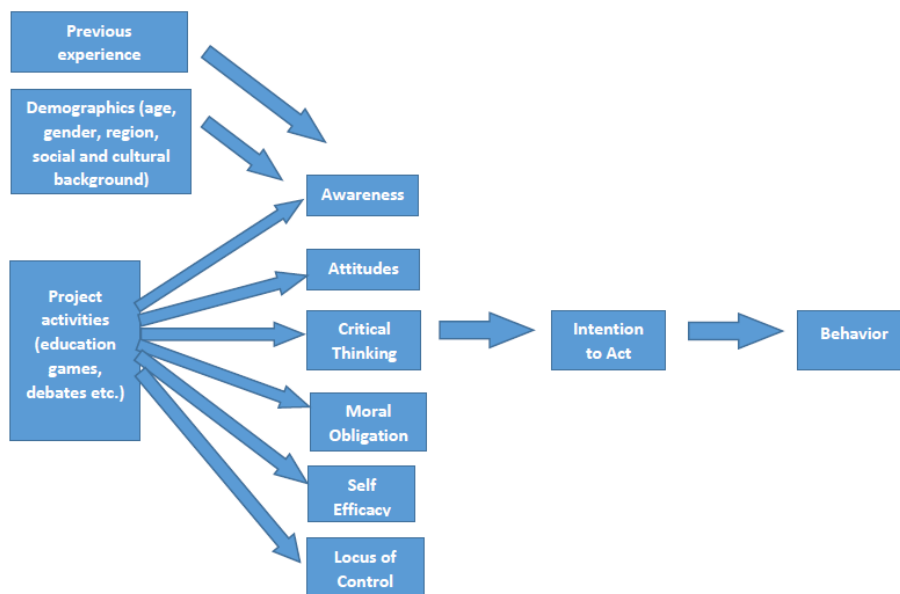 Previous
experience
Demographics (age,
gender, region,
social and cultural
background)
Awareness
Project
activities
(education
games,
debates etc.)
Attitudes
Critical
Thinking
Moral
Obligation
Self
Efficacy
Locus of
Control
Intention
to Act
Behavior